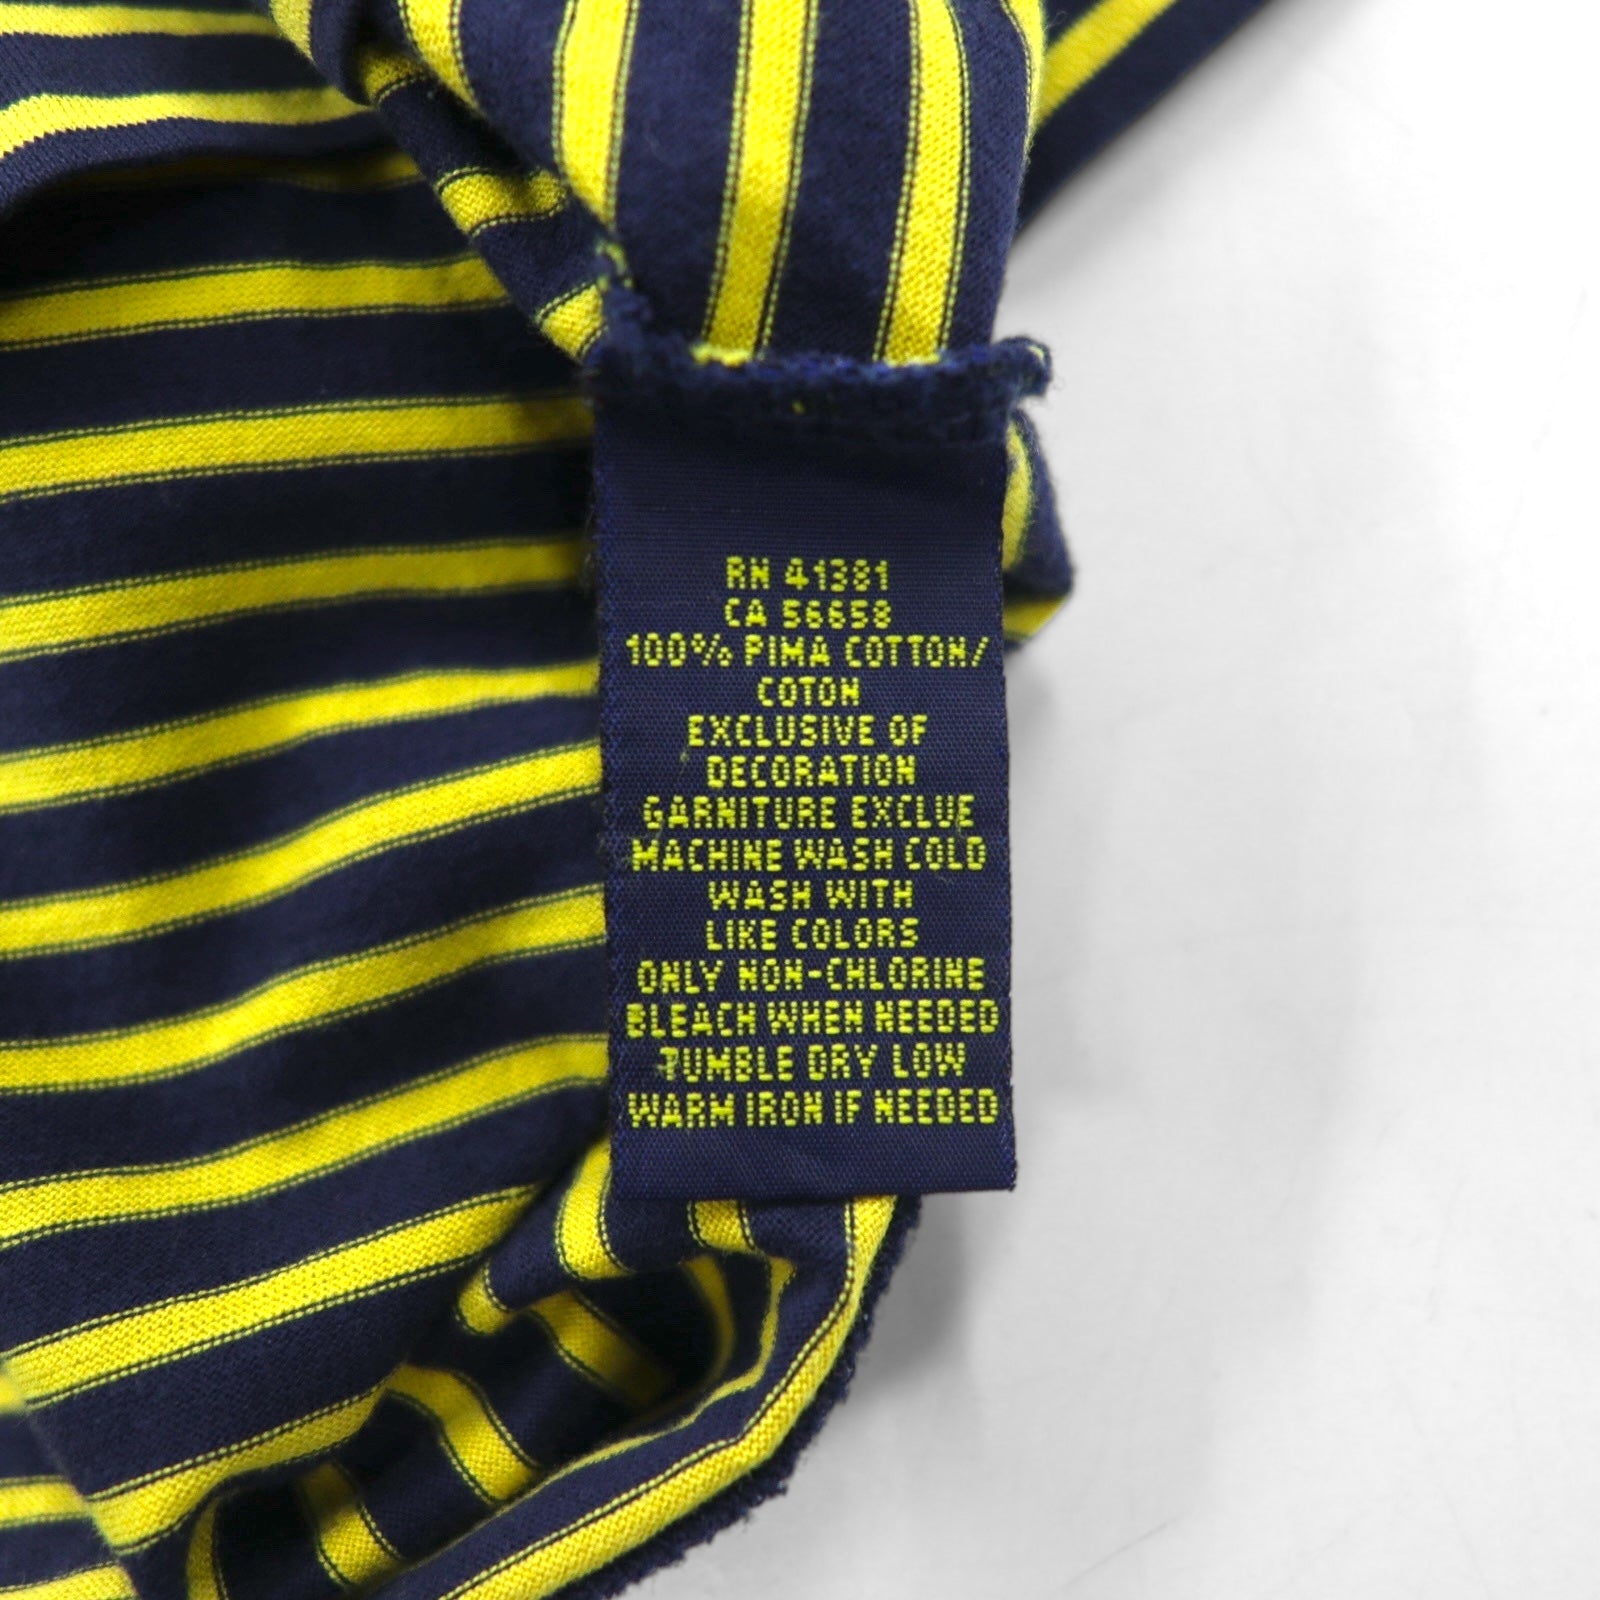 RN 41381
CA 56658
100% PIMA COTTON/
COTON
EXCLUSIVE OF
DECORATION
GARNITURE EXCLUE
MACHINE WASH COLD
WASH WITH
LIKE COLORS
ONLY NON-CHLORINE
BLEACH WHEN NEEDED
TUMBLE DRY LOW
WARM IRON IF NEEDED